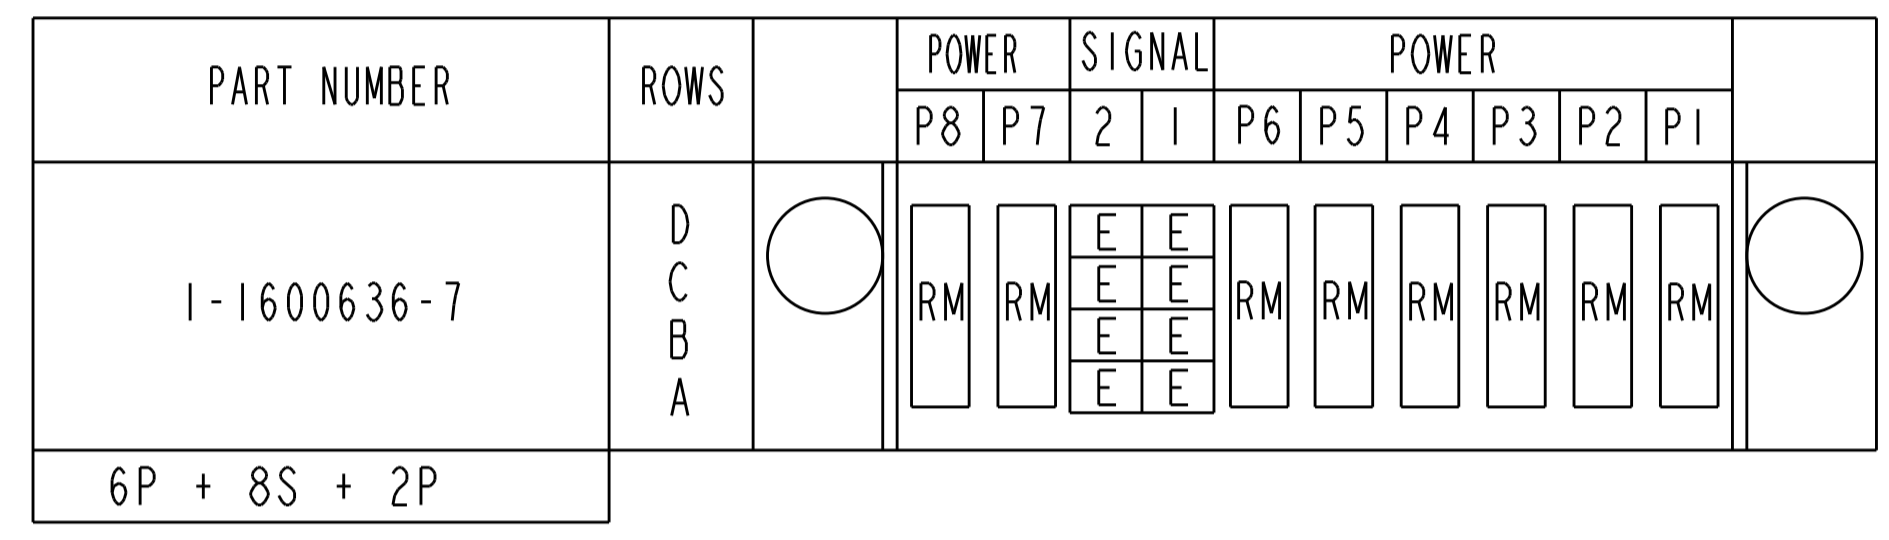 PART NUMBER ROWS POWER SIGNAL POWER
P8 P7 2 1 P6 P5 P4 P3 P2 P1
D E E
C E E
1-1600636-7 RM RM RM RM RM RM RM RM
B E E
A E E
6P + 8S + 2P